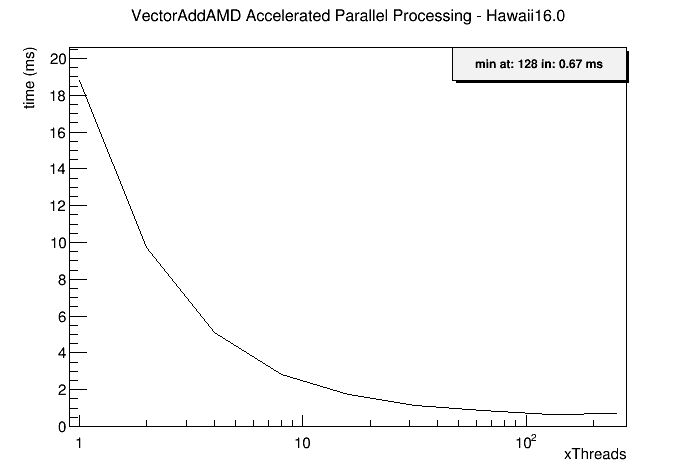 VectorAddAMD Accelerated Parallel Processing - Hawaii16.0
time (ms)
min at: 128 in: 0.67 ms
20
18
16
14
12
10
8
6
4
2
0
1 10 10²
xThreads